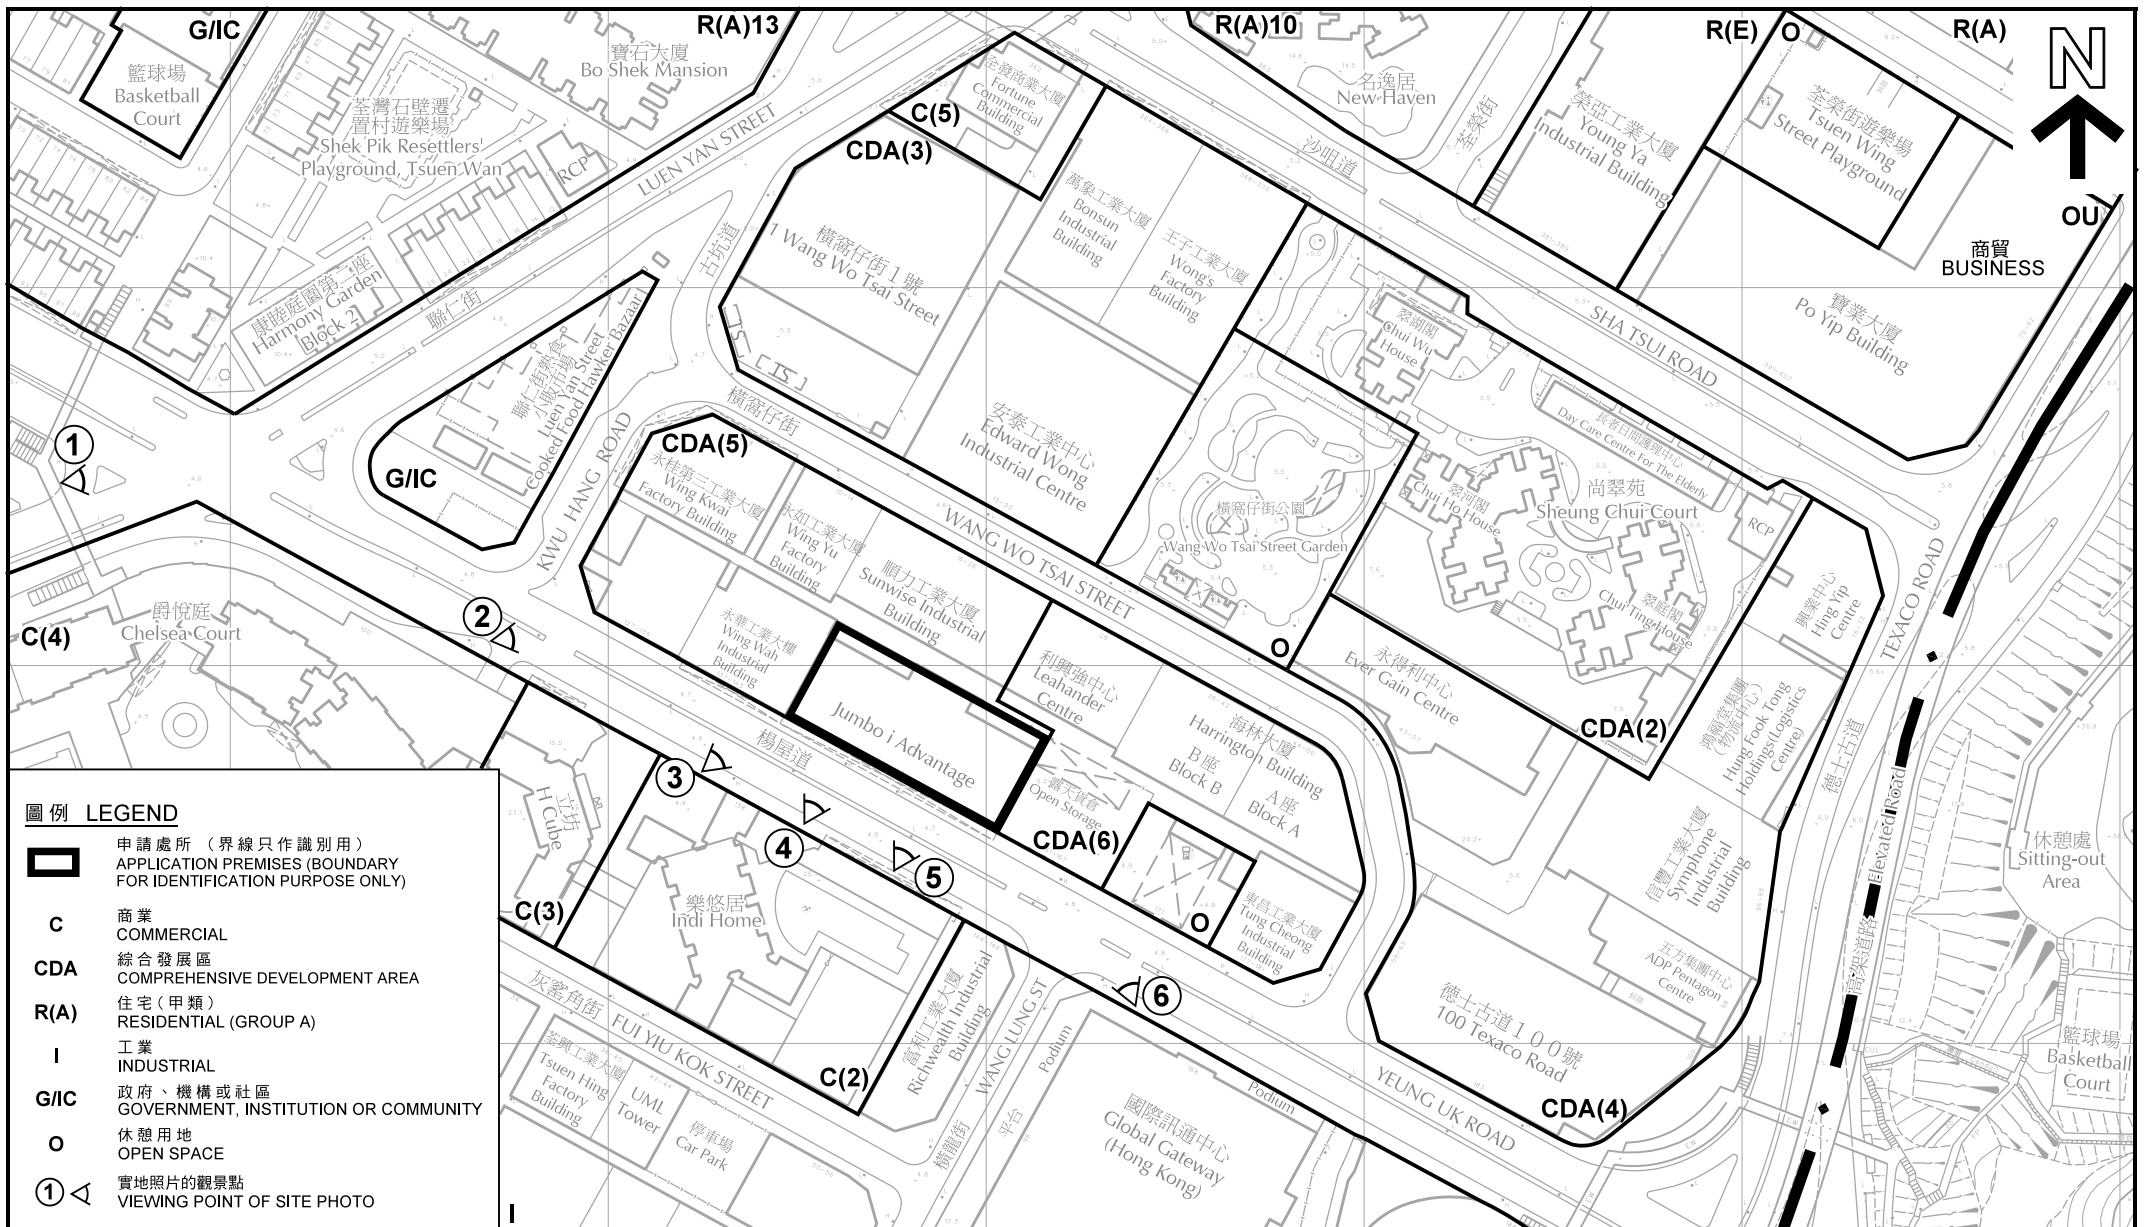 G/IC
R(A)13
R(A)10
R(E)
O
R(A)
N
籃球場
Basketball
Court
荃灣石壁遷
置村遊樂場
Shek Pik Resettlers'
Playground, Tsuen Wan
寶石大廈
Bo Shek Mansion
RCP
LUEN YAN STREET
聯仁街
古坑道
全發商業大廈
Fortune
Commercial
Building
C(5)
CDA(3)
名逸居
New Haven
沙咀道
荃榮街
榮亞工業大廈
Young Ya
Industrial Building
荃榮街遊樂場
Tsuen Wing
Street Playground
OU
商貿
BUSINESS
寶業大廈
Po Yip Building
SHA TSUI ROAD
萬象工業大廈
Bonsun
Industrial
Building
王子工業大廈
Wong's
Factory
Building
橫窩仔街1號
1 Wang Wo Tsai Street
康睦庭園第二座
Harmony Garden
Block 2
聯仁街熟食
小販市場
Luen Yan Street
Cooked Food Hawker Bazaar
G/IC
KWU HANG ROAD
TS
TS
橫窩仔街
WANG WO TSAI STREET
安泰工業中心
Edward Wong
Industrial Centre
翠湖閣
Chui Wu
House
長者日間護理中心
Day Care Centre For The Elderly
翠河閣
Chui Ho House
尚翠苑
Sheung Chui Court
翠庭閣
Chui Ting House
RCP
橫窩仔街公園
Wang Wo Tsai Street Garden
O
CDA(5)
永桂第三工業大廈
Wing Kwai
Factory Building
永如工業大廈
Wing Yu
Factory
Building
順力工業大廈
Sunwise Industrial
Building
永華工業大樓
Wing Wah
Industrial
Building
Jumbo i Advantage
利興強中心
Leahander
Centre
海林大廈
Harrington Building
B座
Block B
A座
Block A
露天貨倉
Open Storage
CDA(6)
O
東昌工業大廈
Tung Cheong
Industrial
Building
永得利中心
Ever Gain Centre
CDA(2)
興業中心
Hing Yip
Centre
鴻福堂集團
(物流中心)
Hung Fook Tong
Holdings(Logistics
Centre)
信豐工業大廈
Symphone
Industrial
Building
五方集團中心
ADP Pentagon
Centre
德士古道100號
100 Texaco Road
CDA(4)
TEXACO ROAD
德士古道
Elevated Road
高架道路
休憩處
Sitting-out
Area
籃球場
Basketball
Court
1
2
3
4
5
6
爵悅庭
Chelsea Court
C(4)
楊屋道
YEUNG UK ROAD
立坊
H Cube
C(3)
樂悠居
Indi Home
C(2)
富利工業大廈
Richwealth Industrial
Building
灰窰角街
FUI YIU KOK STREET
荃興工業大廈
Tsuen Hing
Factory
Building
UML
Tower
停車場
Car Park
橫龍街
WANG LUNG ST
平台
Podium
Podium
國際訊通中心
Global Gateway
(Hong Kong)
I
圖例 LEGEND
申請處所 (界線只作識別用)
APPLICATION PREMISES (BOUNDARY
FOR IDENTIFICATION PURPOSE ONLY)
C 商業
COMMERCIAL
CDA 綜合發展區
COMPREHENSIVE DEVELOPMENT AREA
R(A) 住宅(甲類)
RESIDENTIAL (GROUP A)
I 工業
INDUSTRIAL
G/IC 政府、機構或社區
GOVERNMENT, INSTITUTION OR COMMUNITY
O 休憩用地
OPEN SPACE
1 實地照片的觀景點
VIEWING POINT OF SITE PHOTO